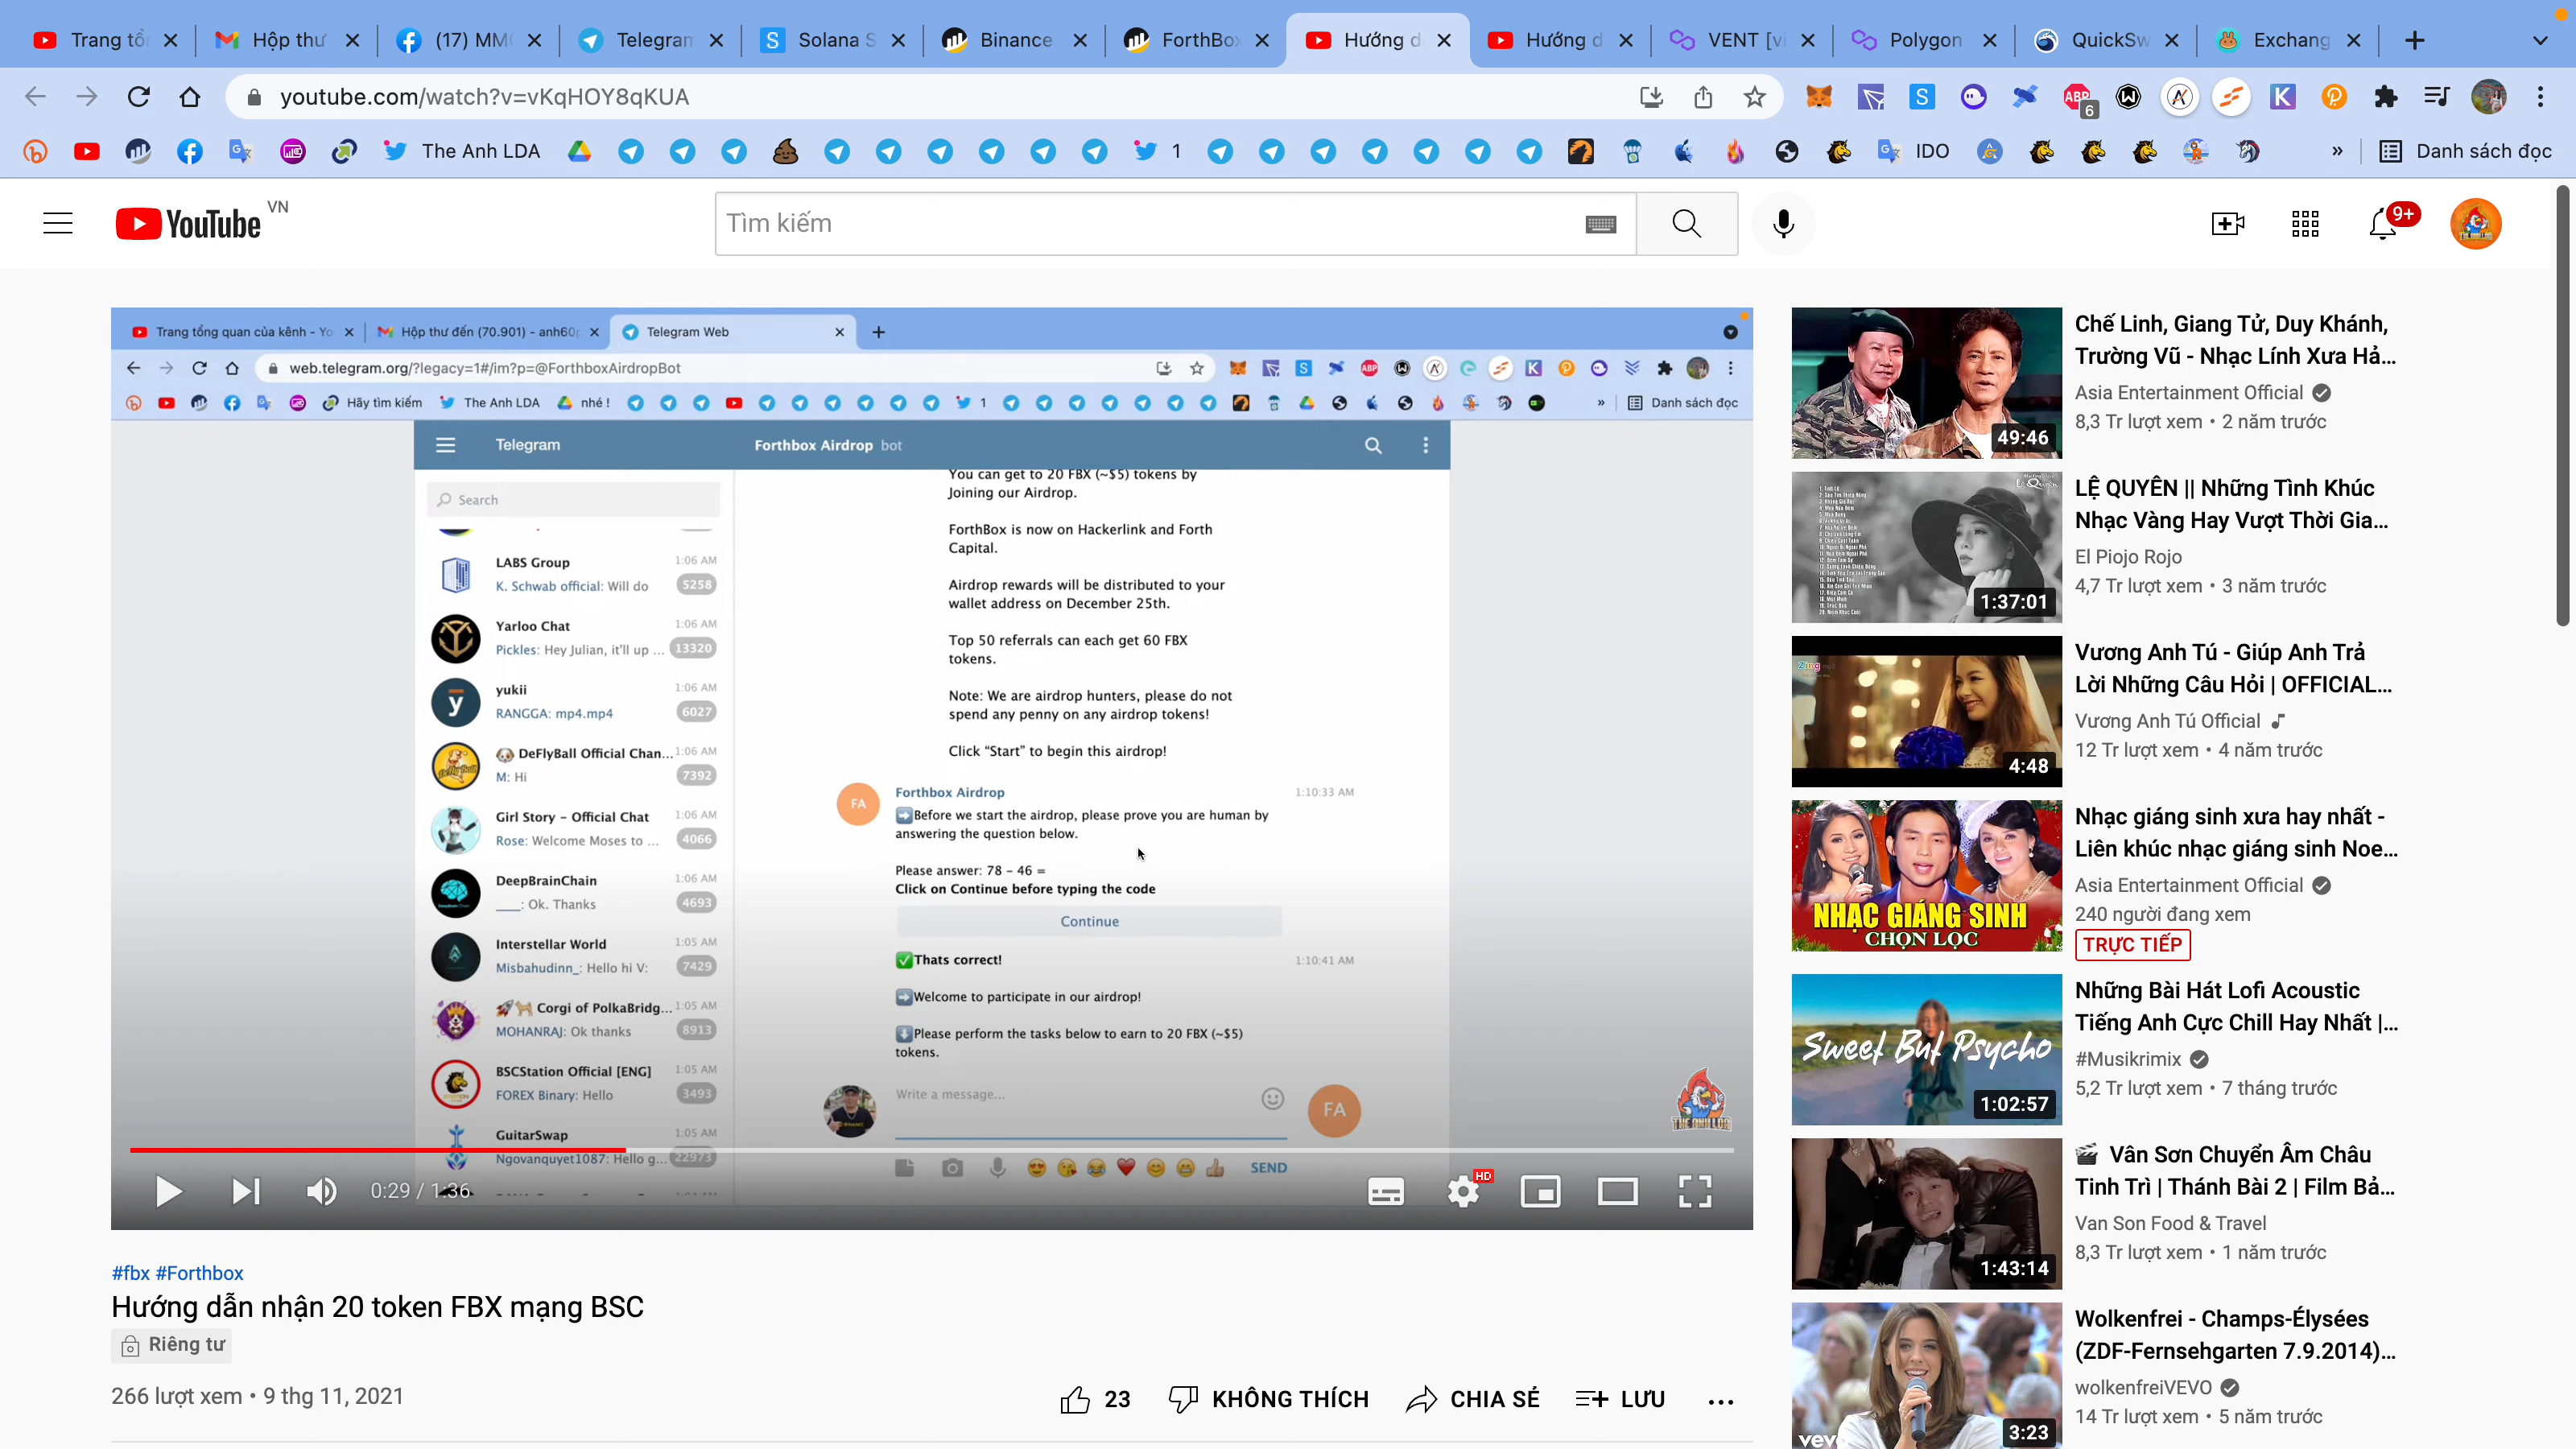 Trang tổ
Hộp thư
(17) MM
Telegram
Solana S
Binance
ForthBox
Hướng d
Hướng d
VENT [vi
Polygon
QuickSw
Exchang
youtube.com/watch?v=vKqHOY8qKUA
ABP
6
The Anh LDA
1
IDO
»
Danh sách đọc
YouTube VN
Tìm kiếm
9+
Trang tổng quan của kênh - Yo
Hộp thư đến (70.901) - anh60
Telegram Web
web.telegram.org/?legacy=1#/im?p=@ForthboxAirdropBot
ABP
Hãy tìm kiếm
The Anh LDA
nhé !
1
»
Danh sách đọc
Telegram
Forthbox Airdrop bot
Search
LABS Group 1:06 AM
K. Schwab official: Will do 5258
Yarloo Chat 1:06 AM
Pickles: Hey Julian, it'll up ... 13320
yukii 1:06 AM
RANGGA: mp4.mp4 6027
DeFlyBall Official Chan... 1:06 AM
M: Hi 7392
Girl Story – Official Chat 1:06 AM
Rose: Welcome Moses to ... 4066
DeepBrainChain 1:06 AM
____: Ok. Thanks 4693
Interstellar World 1:05 AM
Misbahudinn_: Hello hi V: 7429
Corgi of PolkaBridg... 1:05 AM
MOHANRAJ: Ok thanks 8913
BSCStation Official [ENG] 1:05 AM
FOREX Binary: Hello 3493
GuitarSwap 1:05 AM
Ngovanquyet1087: Hello g... 22973
You can get to 20 FBX (~$5) tokens by
Joining our Airdrop.
ForthBox is now on Hackerlink and Forth
Capital.
Airdrop rewards will be distributed to your
wallet address on December 25th.
Top 50 referrals can each get 60 FBX
tokens.
Note: We are airdrop hunters, please do not
spend any penny on any airdrop tokens!
Click “Start” to begin this airdrop!
FA
Forthbox Airdrop 1:10:33 AM
➡Before we start the airdrop, please prove you are human by
answering the question below.
Please answer: 78 – 46 =
Click on Continue before typing the code
Continue
✅Thats correct! 1:10:41 AM
➡Welcome to participate in our airdrop!
⬇Please perform the tasks below to earn to 20 FBX (~$5)
tokens.
Write a message...
FA
SEND
THE ANH LDA
0:29 / 1:36
HD
#fbx #Forthbox
Hướng dẫn nhận 20 token FBX mạng BSC
Riêng tư
266 lượt xem • 9 thg 11, 2021
23
KHÔNG THÍCH
CHIA SẺ
LƯU
49:46
Chế Linh, Giang Tử, Duy Khánh,
Trường Vũ - Nhạc Lính Xưa Hả...
Asia Entertainment Official
8,3 Tr lượt xem • 2 năm trước
Lệ Quyên
1:37:01
LỆ QUYÊN || Những Tình Khúc
Nhạc Vàng Hay Vượt Thời Gia...
El Piojo Rojo
4,7 Tr lượt xem • 3 năm trước
Zing mp3
4:48
Vương Anh Tú - Giúp Anh Trả
Lời Những Câu Hỏi | OFFICIAL...
Vương Anh Tú Official
12 Tr lượt xem • 4 năm trước
NHẠC GIÁNG SINH
CHỌN LỌC
Nhạc giáng sinh xưa hay nhất -
Liên khúc nhạc giáng sinh Noe...
Asia Entertainment Official
240 người đang xem
TRỰC TIẾP
Sweet But Psycho
1:02:57
Những Bài Hát Lofi Acoustic
Tiếng Anh Cực Chill Hay Nhất |...
#Musikrimix
5,2 Tr lượt xem • 7 tháng trước
1:43:14
Vân Sơn Chuyển Âm Châu
Tinh Trì | Thánh Bài 2 | Film Bả...
Van Son Food & Travel
8,3 Tr lượt xem • 1 năm trước
vevo
3:23
Wolkenfrei - Champs-Élysées
(ZDF-Fernsehgarten 7.9.2014)...
wolkenfreiVEVO
14 Tr lượt xem • 5 năm trước